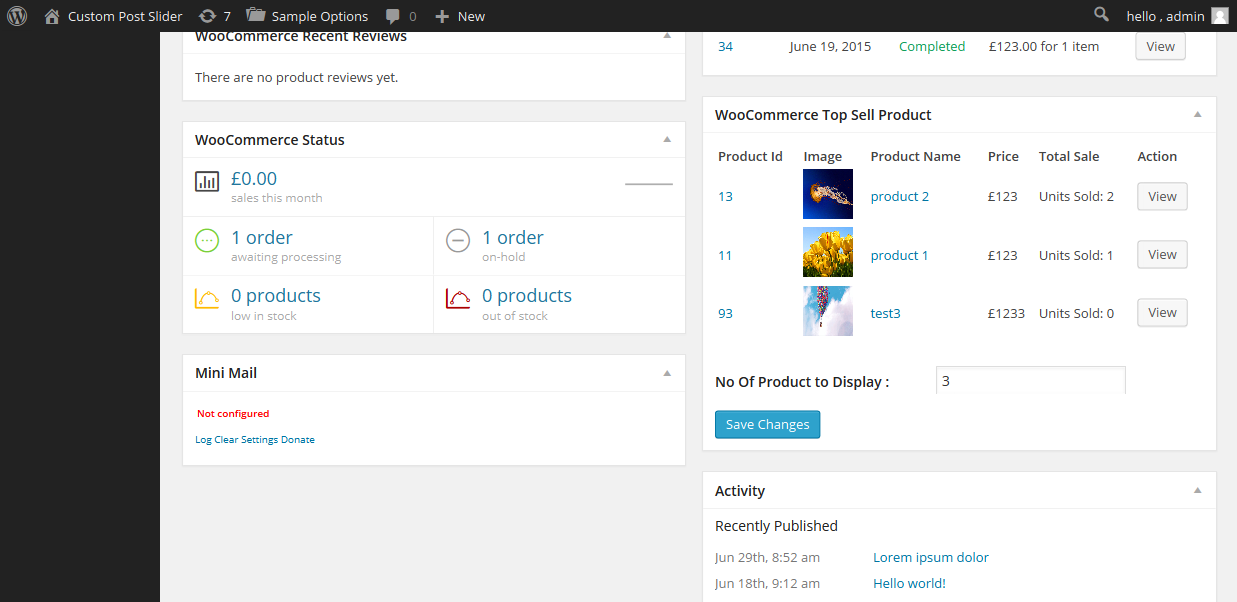 Custom Post Slider 7 Sample Options 0 New hello , admin
WooCommerce Recent Reviews
There are no product reviews yet.
WooCommerce Status
£0.00
sales this month
1 order
awaiting processing
1 order
on-hold
0 products
low in stock
0 products
out of stock
Mini Mail
Not configured
Log Clear Settings Donate
34 June 19, 2015 Completed £123.00 for 1 item View
WooCommerce Top Sell Product
Product Id Image Product Name Price Total Sale Action
13 product 2 £123 Units Sold: 2 View
11 product 1 £123 Units Sold: 1 View
93 test3 £1233 Units Sold: 0 View
No Of Product to Display : 3
Save Changes
Activity
Recently Published
Jun 29th, 8:52 am Lorem ipsum dolor
Jun 18th, 9:12 am Hello world!